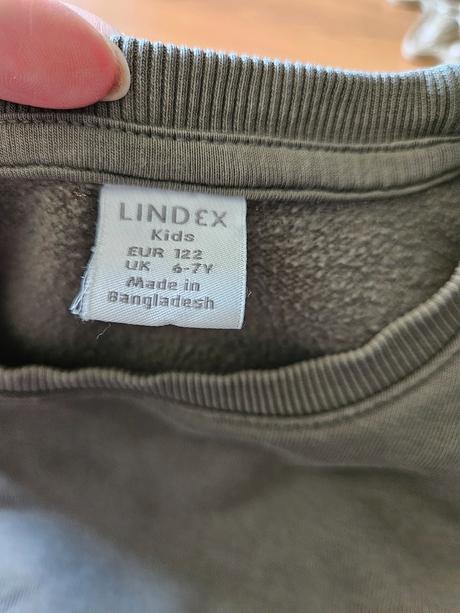 LINDEX
Kids
EUR 122
UK 6-7Y
Made in
Bangladesh